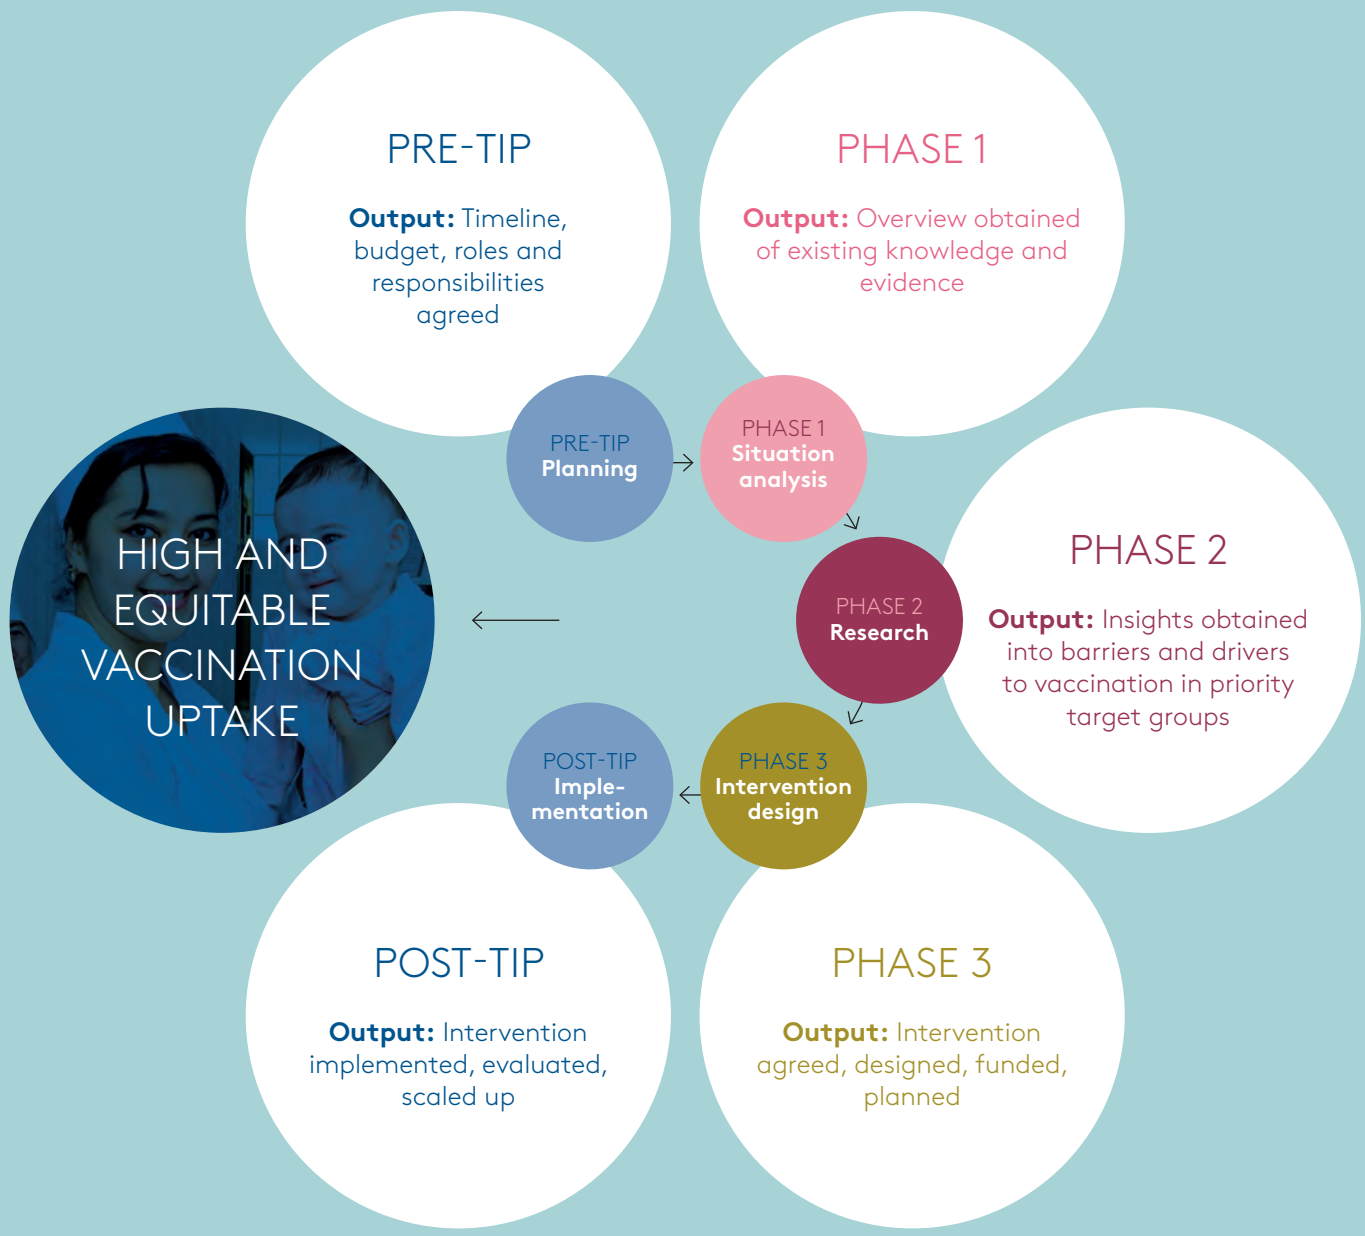 PRE-TIP
Output: Timeline,
budget, roles and
responsibilities
agreed
PHASE 1
Output: Overview obtained
of existing knowledge and
evidence
PRE-TIP
Planning
PHASE 1
Situation
analysis
HIGH AND
EQUITABLE
VACCINATION
UPTAKE
PHASE 2
Research
PHASE 2
Output: Insights obtained
into barriers and drivers
to vaccination in priority
target groups
POST-TIP
Imple-
mentation
PHASE 3
Intervention
design
POST-TIP
Output: Intervention
implemented, evaluated,
scaled up
PHASE 3
Output: Intervention
agreed, designed, funded,
planned